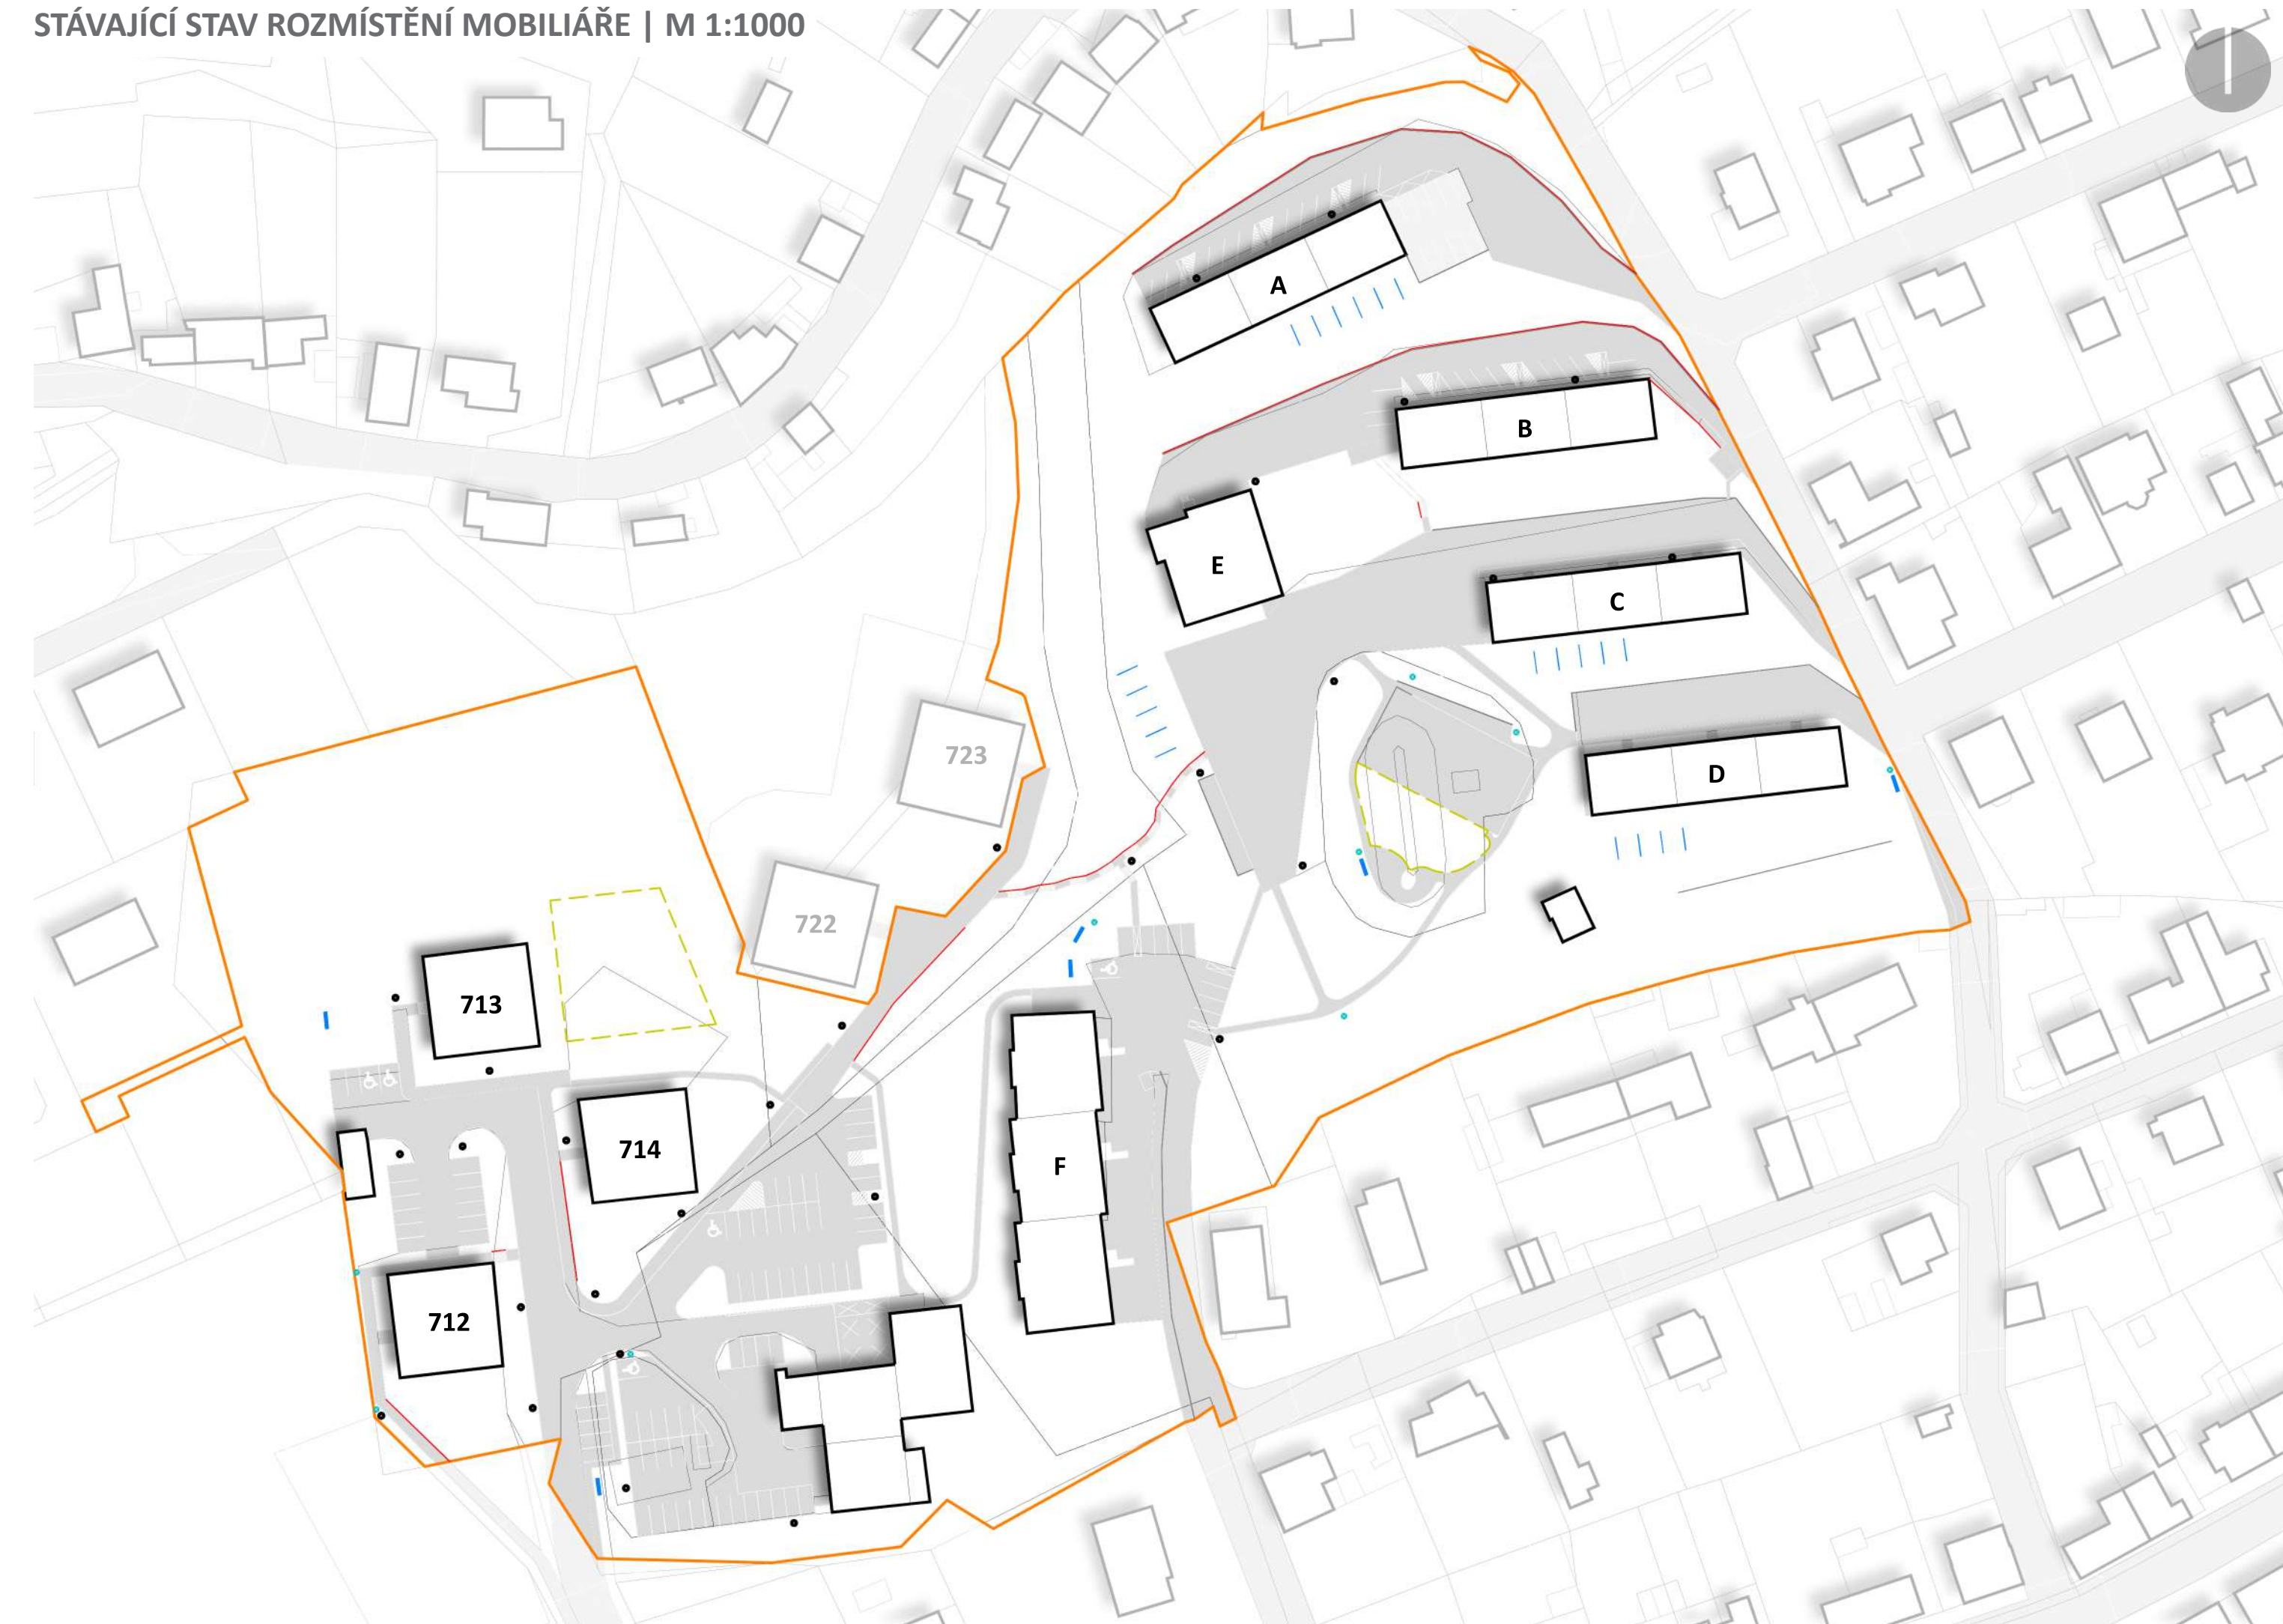 STÁVAJÍCÍ STAV ROZMÍSTĚNÍ MOBILIÁŘE | M 1:1000
A
B
E
C
723
D
722
713
714
F
712